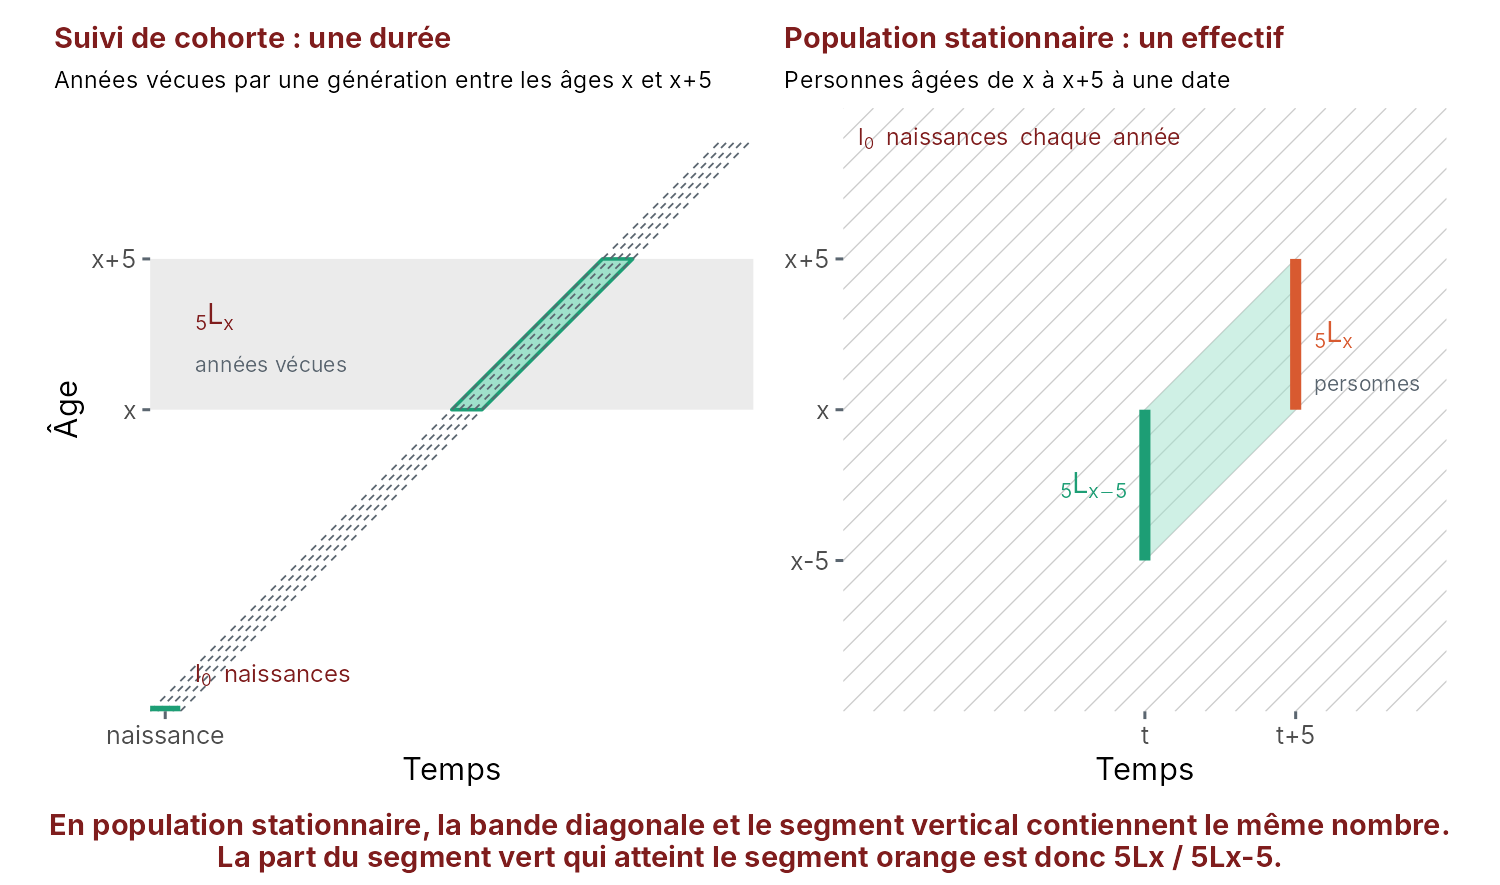 Suivi de cohorte : une durée
Années vécues par une génération entre les âges x et x+5
x+5
₅Lₓ
années vécues
x
Âge
l₀ naissances
naissance
Temps
Population stationnaire : un effectif
Personnes âgées de x à x+5 à une date
l₀ naissances chaque année
x+5
₅Lₓ
personnes
x
₅Lₓ₋₅
x-5
t
t+5
Temps
En population stationnaire, la bande diagonale et le segment vertical contiennent le même nombre.
La part du segment vert qui atteint le segment orange est donc 5Lx / 5Lx-5.